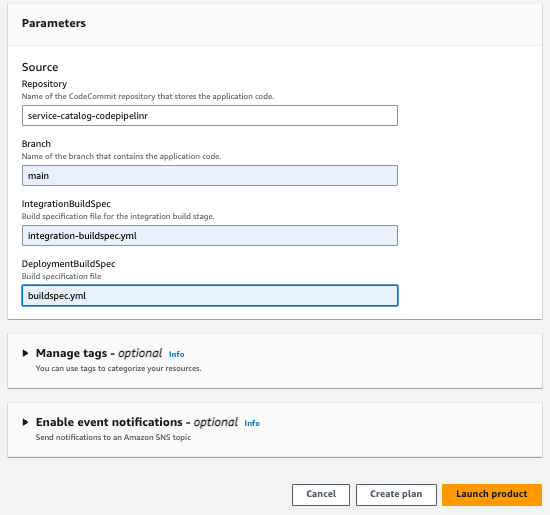 Parameters
Source
Repository
Name of the CodeCommit repository that stores the application code.
service-catalog-codepipelinr
Branch
Name of the branch that contains the application code.
main
IntegrationBuildSpec
Build specification file for the integration build stage.
integration-buildspec.yml
DeploymentBuildSpec
Build specification file
buildspec.yml
Manage tags - optional Info
You can use tags to categorize your resources.
Enable event notifications - optional Info
Send notifications to an Amazon SNS topic
Cancel Create plan Launch product